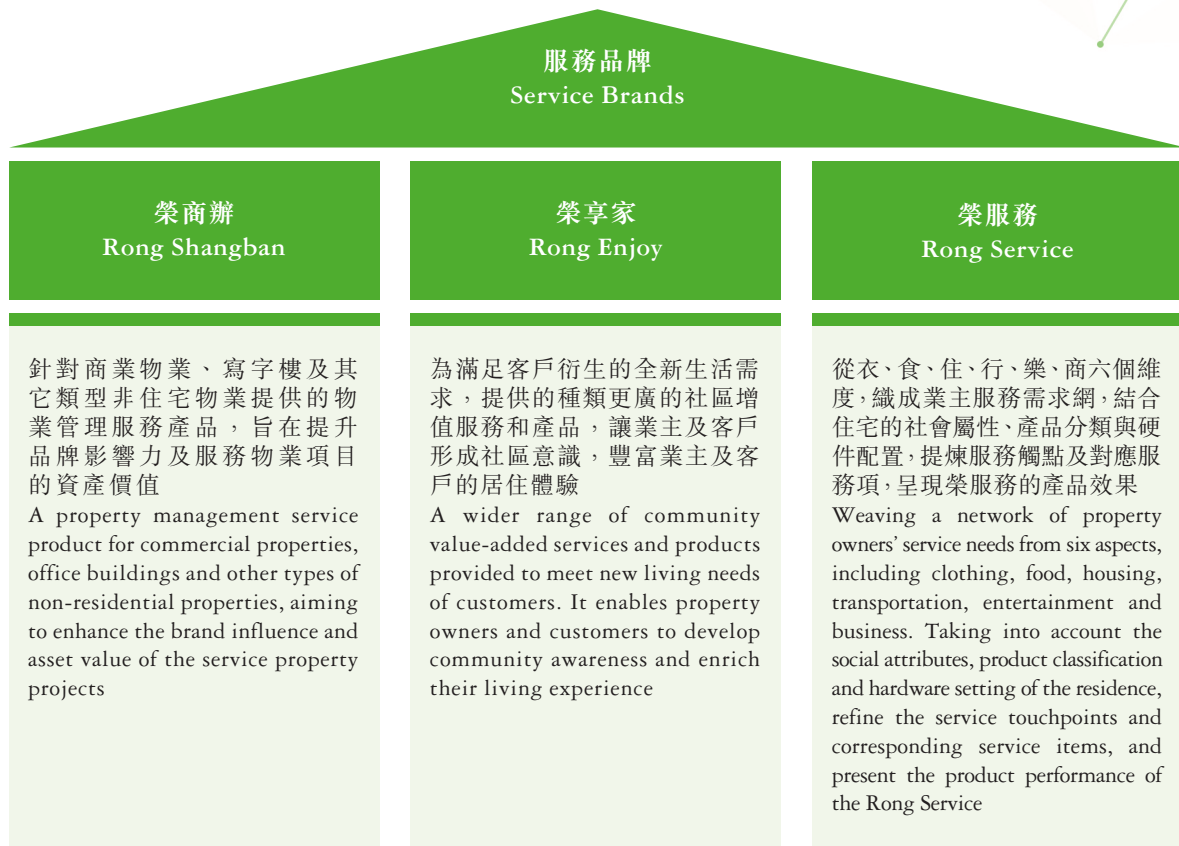 服務品牌
Service Brands
榮商辦
Rong Shangban
針對商業物業、寫字樓及其
它類型非住宅物業提供的物
業管理服務產品，旨在提升
品牌影響力及服務物業項目
的資產價值
A property management service
product for commercial properties,
office buildings and other types of
non-residential properties, aiming
to enhance the brand influence and
asset value of the service property
projects
榮享家
Rong Enjoy
為滿足客戶衍生的全新生活需
求，提供的種類更廣的社區增
值服務和產品，讓業主及客戶
形成社區意識，豐富業主及客
戶的居住體驗
A wider range of community
value-added services and products
provided to meet new living needs
of customers. It enables property
owners and customers to develop
community awareness and enrich
their living experience
榮服務
Rong Service
從衣、食、住、行、樂、商六個維
度，織成業主服務需求網，結合
住宅的社會屬性、產品分類與硬
件配置，提煉服務觸點及對應服
務項，呈現榮服務的產品效果
Weaving a network of property
owners’ service needs from six aspects,
including clothing, food, housing,
transportation, entertainment and
business. Taking into account the
social attributes, product classification
and hardware setting of the residence,
refine the service touchpoints and
corresponding service items, and
present the product performance of
the Rong Service